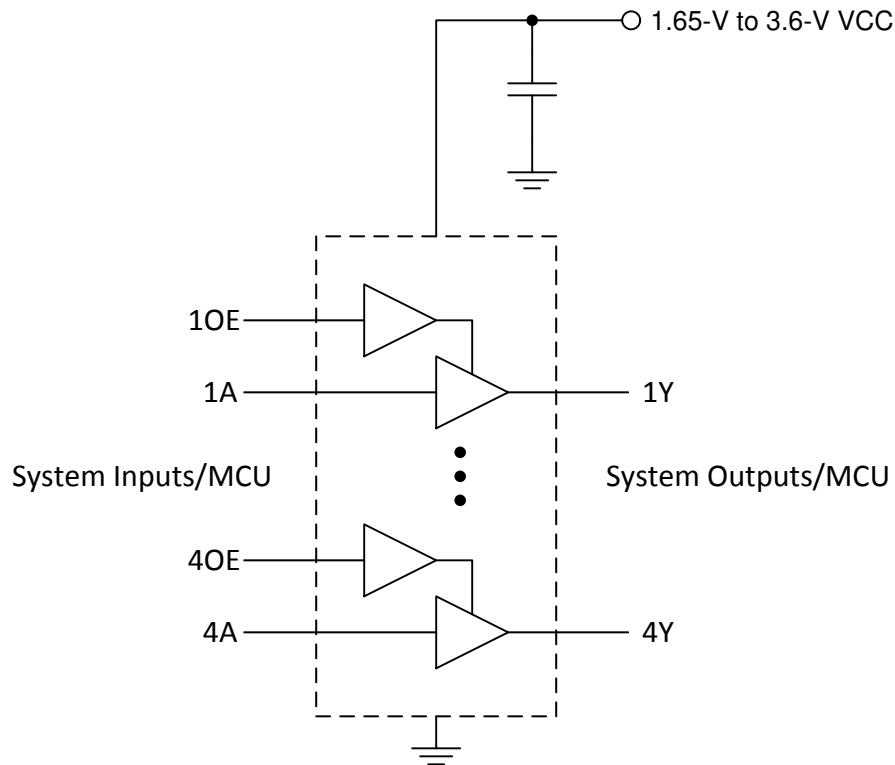 1.65-V to 3.6-V VCC
1OE
1A
1Y
System Inputs/MCU
System Outputs/MCU
4OE
4A
4Y